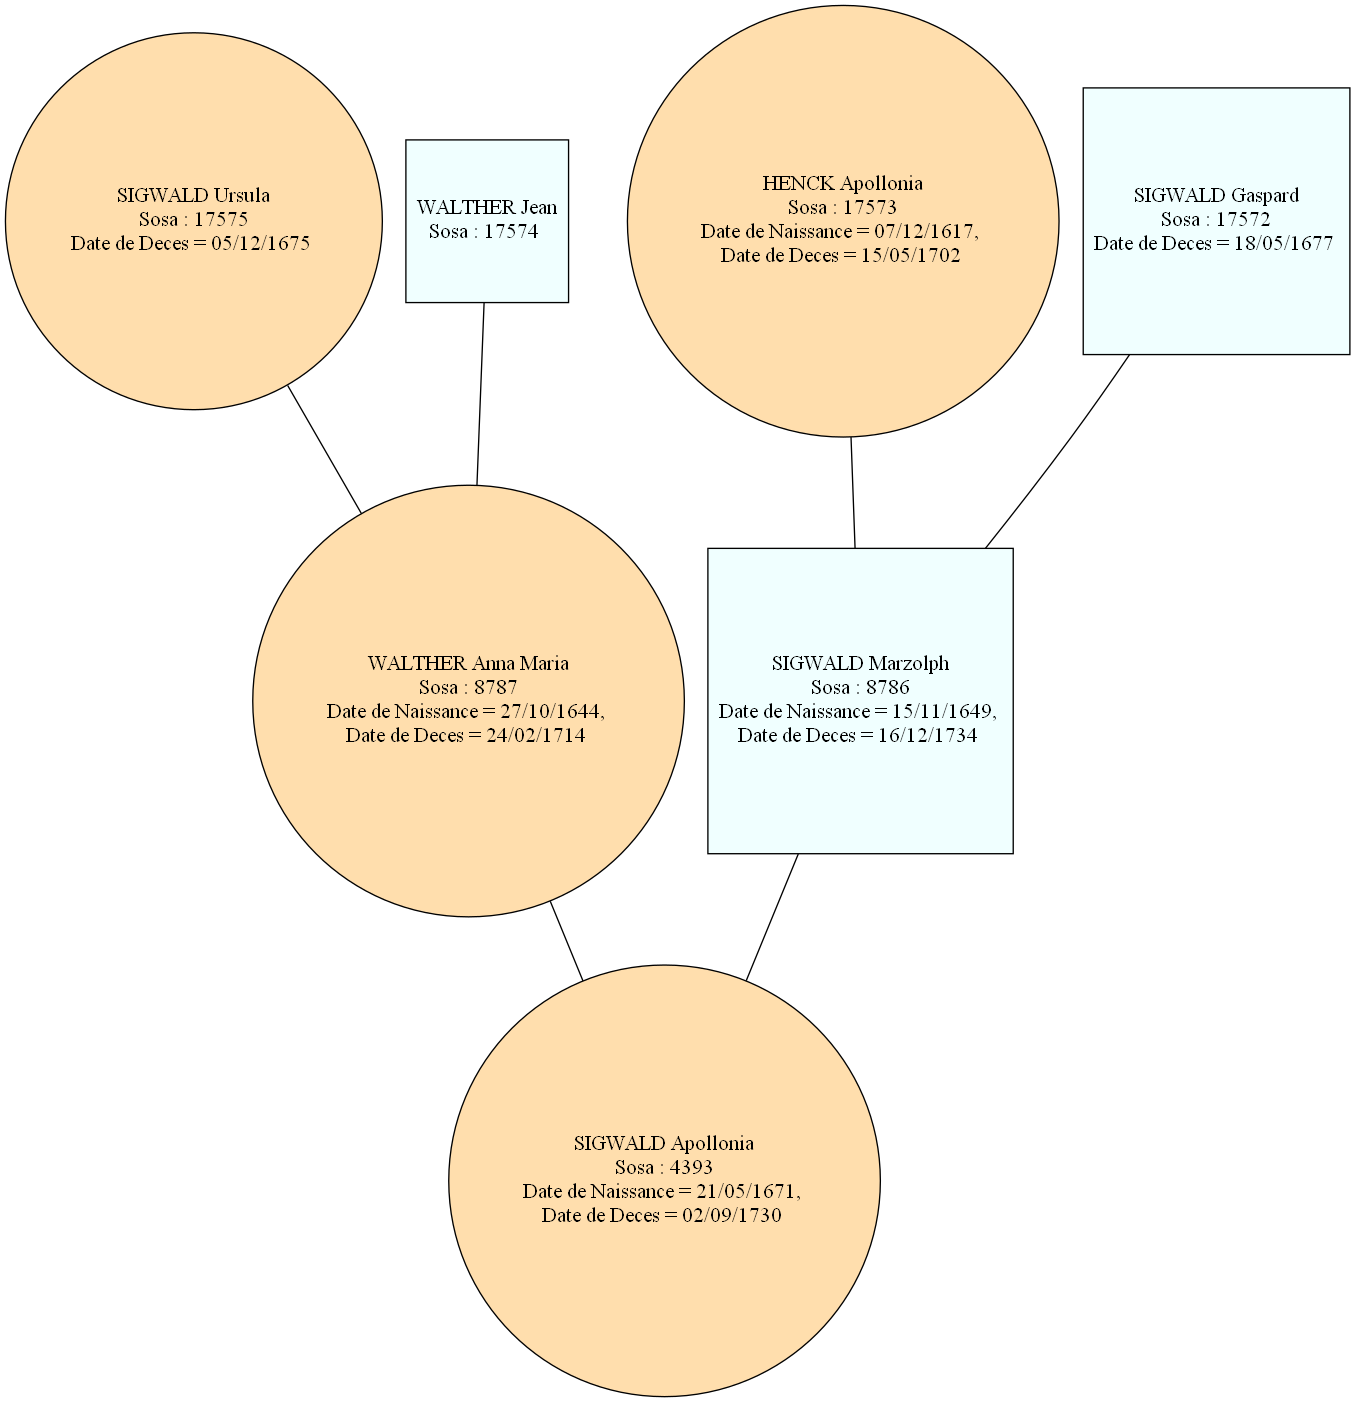 SIGWALD Ursula
Sosa : 17575
Date de Deces = 05/12/1675
WALTHER Jean
Sosa : 17574
HENCK Apollonia
Sosa : 17573
Date de Naissance = 07/12/1617,
Date de Deces = 15/05/1702
SIGWALD Gaspard
Sosa : 17572
Date de Deces = 18/05/1677
WALTHER Anna Maria
Sosa : 8787
Date de Naissance = 27/10/1644,
Date de Deces = 24/02/1714
SIGWALD Marzolph
Sosa : 8786
Date de Naissance = 15/11/1649,
Date de Deces = 16/12/1734
SIGWALD Apollonia
Sosa : 4393
Date de Naissance = 21/05/1671,
Date de Deces = 02/09/1730